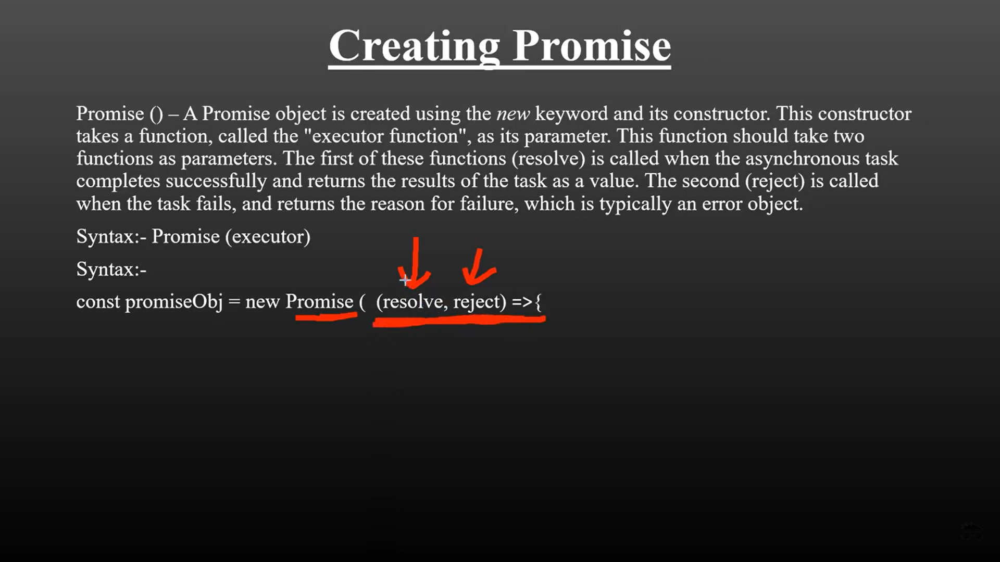 Creating Promise
Promise () – A Promise object is created using the new keyword and its constructor. This constructor
takes a function, called the "executor function", as its parameter. This function should take two
functions as parameters. The first of these functions (resolve) is called when the asynchronous task
completes successfully and returns the results of the task as a value. The second (reject) is called
when the task fails, and returns the reason for failure, which is typically an error object.
Syntax:- Promise (executor)
Syntax:-
const promiseObj = new Promise ( (resolve, reject) =>{